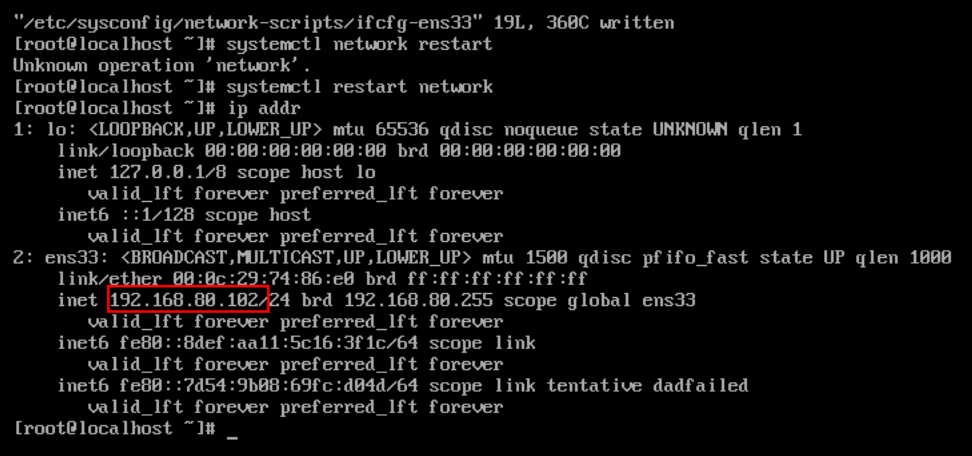 "/etc/sysconfig/network-scripts/ifcfg-ens33" 19L, 360C written
[root@localhost ~]# systemctl network restart
Unknown operation 'network'.
[root@localhost ~]# systemctl restart network
[root@localhost ~]# ip addr
1: lo: <LOOPBACK,UP,LOWER_UP> mtu 65536 qdisc noqueue state UNKNOWN qlen 1
    link/loopback 00:00:00:00:00:00 brd 00:00:00:00:00:00
    inet 127.0.0.1/8 scope host lo
       valid_lft forever preferred_lft forever
    inet6 ::1/128 scope host
       valid_lft forever preferred_lft forever
2: ens33: <BROADCAST,MULTICAST,UP,LOWER_UP> mtu 1500 qdisc pfifo_fast state UP qlen 1000
    link/ether 00:0c:29:74:86:e0 brd ff:ff:ff:ff:ff:ff
    inet 192.168.80.102/24 brd 192.168.80.255 scope global ens33
       valid_lft forever preferred_lft forever
    inet6 fe80::8def:aa11:5c16:3f1c/64 scope link
       valid_lft forever preferred_lft forever
    inet6 fe80::7d54:9b08:69fc:d04d/64 scope link tentative dadfailed
       valid_lft forever preferred_lft forever
[root@localhost ~]# _